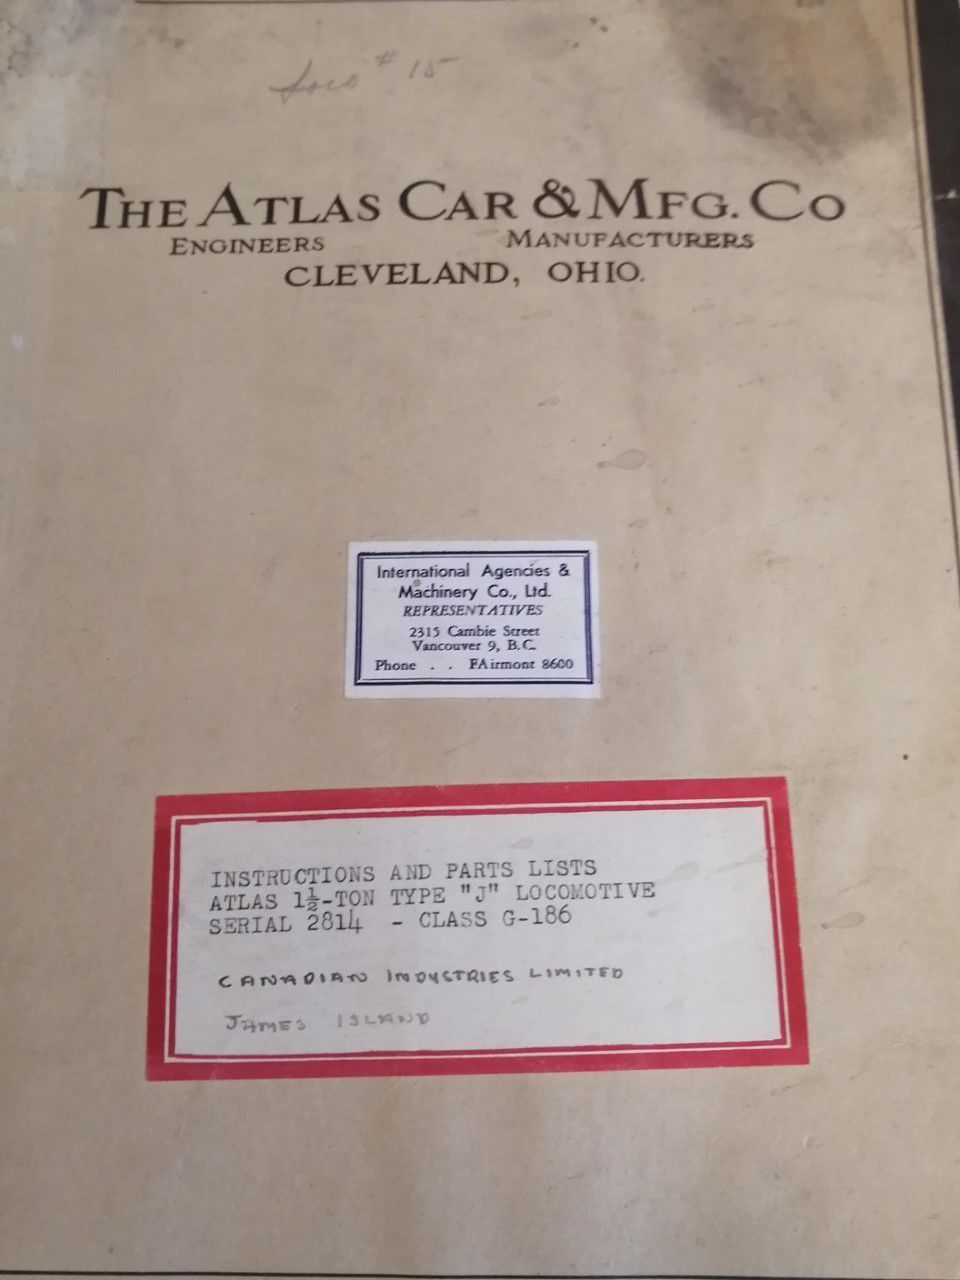 Loco # 15
THE ATLAS CAR & MFG. CO
ENGINEERS MANUFACTURERS
CLEVELAND, OHIO.
International Agencies &
Machinery Co., Ltd.
REPRESENTATIVES
2315 Cambie Street
Vancouver 9, B.C.
Phone . . FAirmont 8600
INSTRUCTIONS AND PARTS LISTS
ATLAS 1½-TON TYPE "J" LOCOMOTIVE
SERIAL 2814 - CLASS G-186
CANADIAN INDUSTRIES LIMITED
JAMES ISLAND